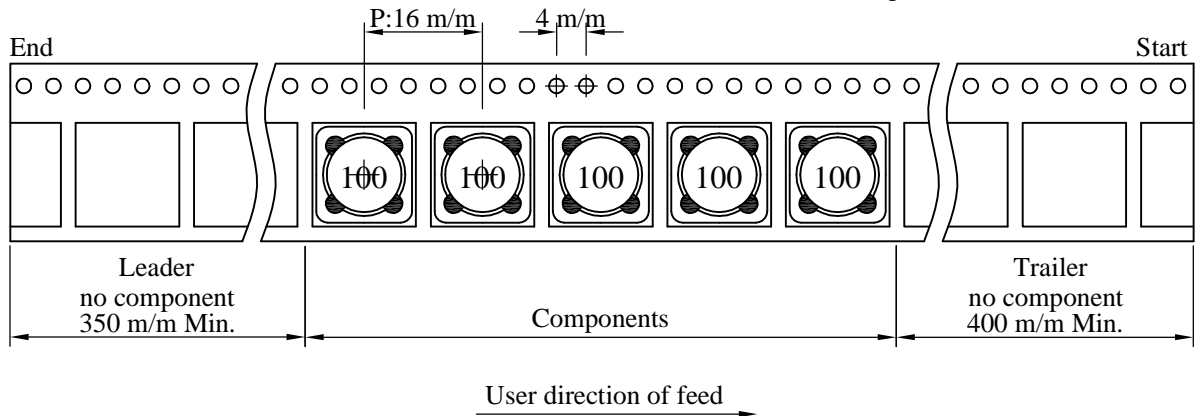 P:16 m/m
4 m/m
End
Start
100
100
100
100
100
Leader
no component
350 m/m Min.
Components
Trailer
no component
400 m/m Min.
User direction of feed